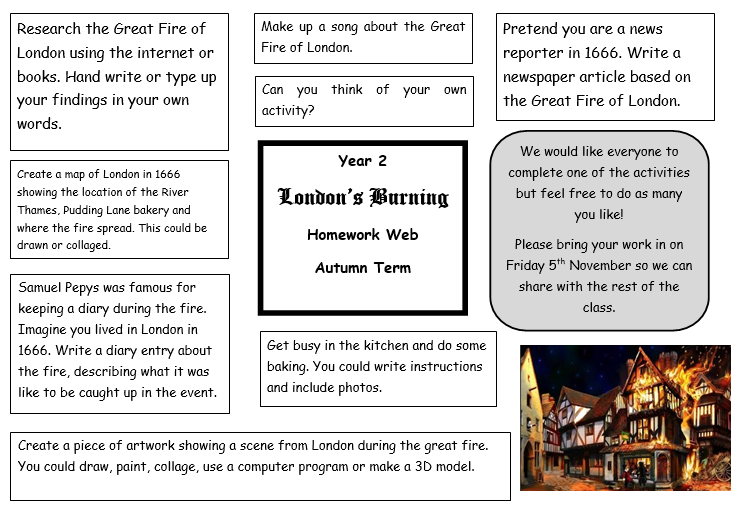 Research the Great Fire of
London using the internet or
books. Hand write or type up
your findings in your own
words.
Make up a song about the Great
Fire of London.
Can you think of your own
activity?
Pretend you are a news
reporter in 1666. Write a
newspaper article based on
the Great Fire of London.
Create a map of London in 1666
showing the location of the River
Thames, Pudding Lane bakery and
where the fire spread. This could be
drawn or collaged.
Year 2
London's Burning
Homework Web
Autumn Term
We would like everyone to
complete one of the activities
but feel free to do as many
you like!
Please bring your work in on
Friday 5th November so we can
share with the rest of the
class.
Samuel Pepys was famous for
keeping a diary during the fire.
Imagine you lived in London in
1666. Write a diary entry about
the fire, describing what it was
like to be caught up in the event.
Get busy in the kitchen and do some
baking. You could write instructions
and include photos.
Create a piece of artwork showing a scene from London during the great fire.
You could draw, paint, collage, use a computer program or make a 3D model.